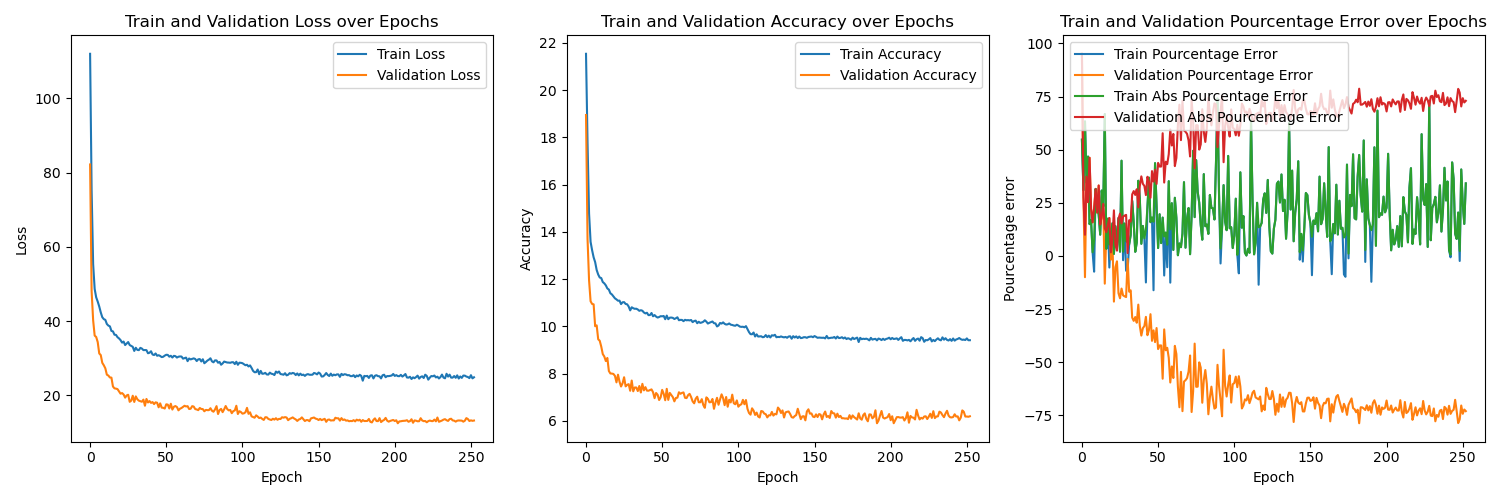 Train and Validation Loss over Epochs
Train Loss
Validation Loss
100
80
60
40
20
Loss
0 50 100 150 200 250
Epoch
Train and Validation Accuracy over Epochs
Train Accuracy
Validation Accuracy
22
20
18
16
14
12
10
8
6
Accuracy
0 50 100 150 200 250
Epoch
Train and Validation Pourcentage Error over Epochs
Train Pourcentage Error
Validation Pourcentage Error
Train Abs Pourcentage Error
Validation Abs Pourcentage Error
100
75
50
25
0
−25
−50
−75
Pourcentage error
0 50 100 150 200 250
Epoch